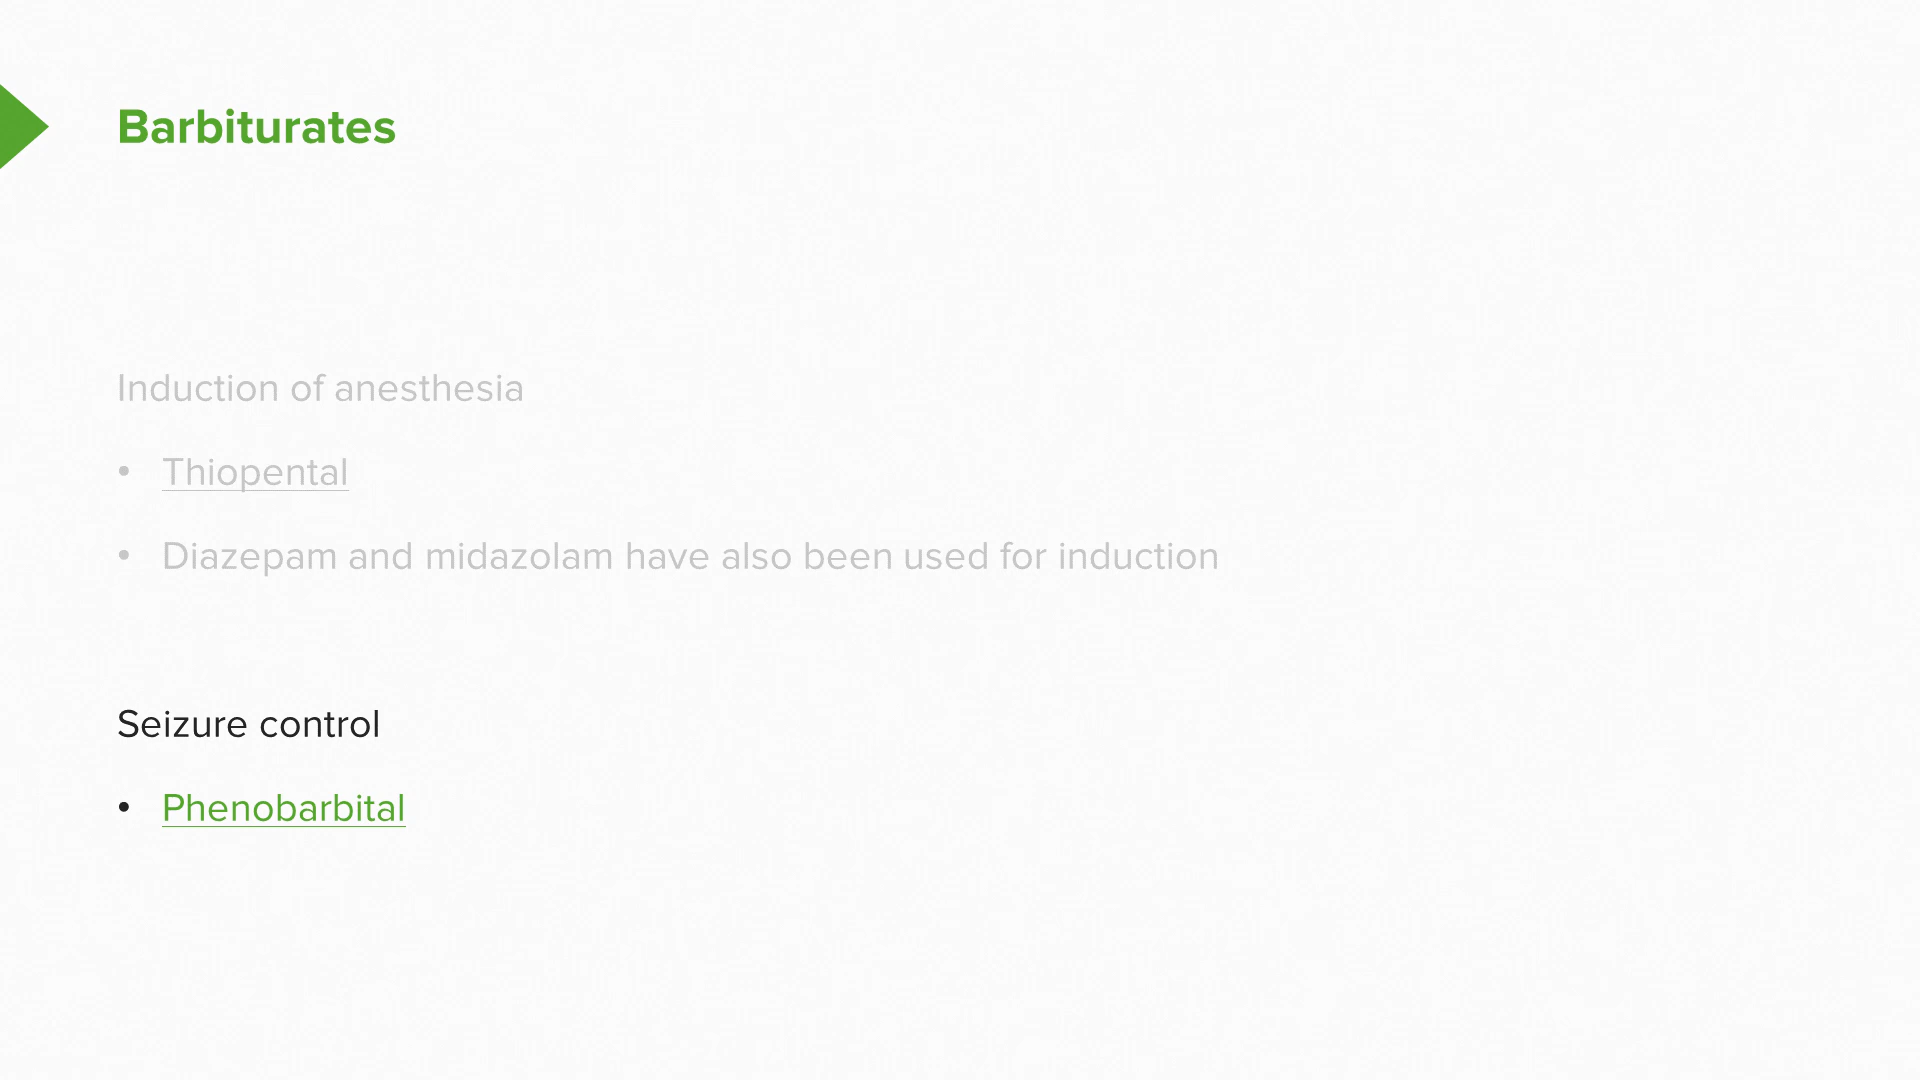 Barbiturates
Induction of anesthesia
• Thiopental
• Diazepam and midazolam have also been used for induction
Seizure control
• Phenobarbital